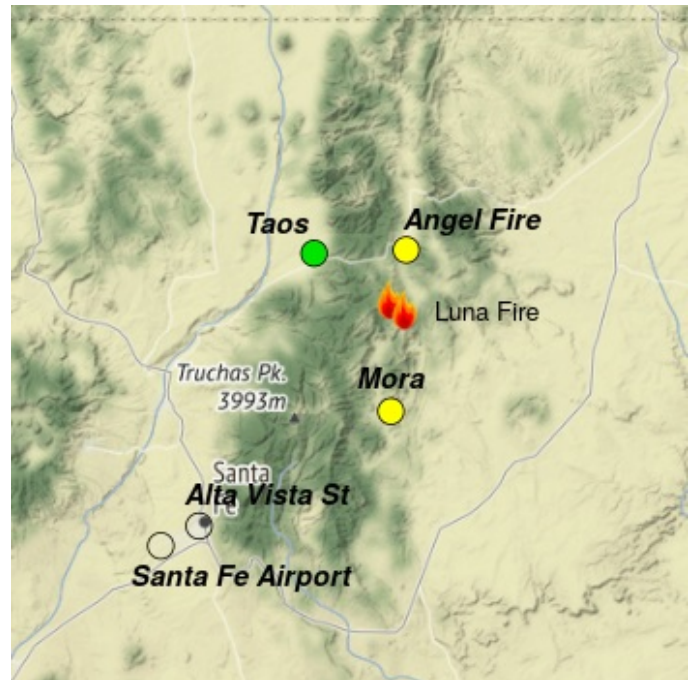 Taos
Angel Fire
Luna Fire
Truchas Pk.
3993m
Mora
Santa
Fe
Alta Vista St
Santa Fe Airport